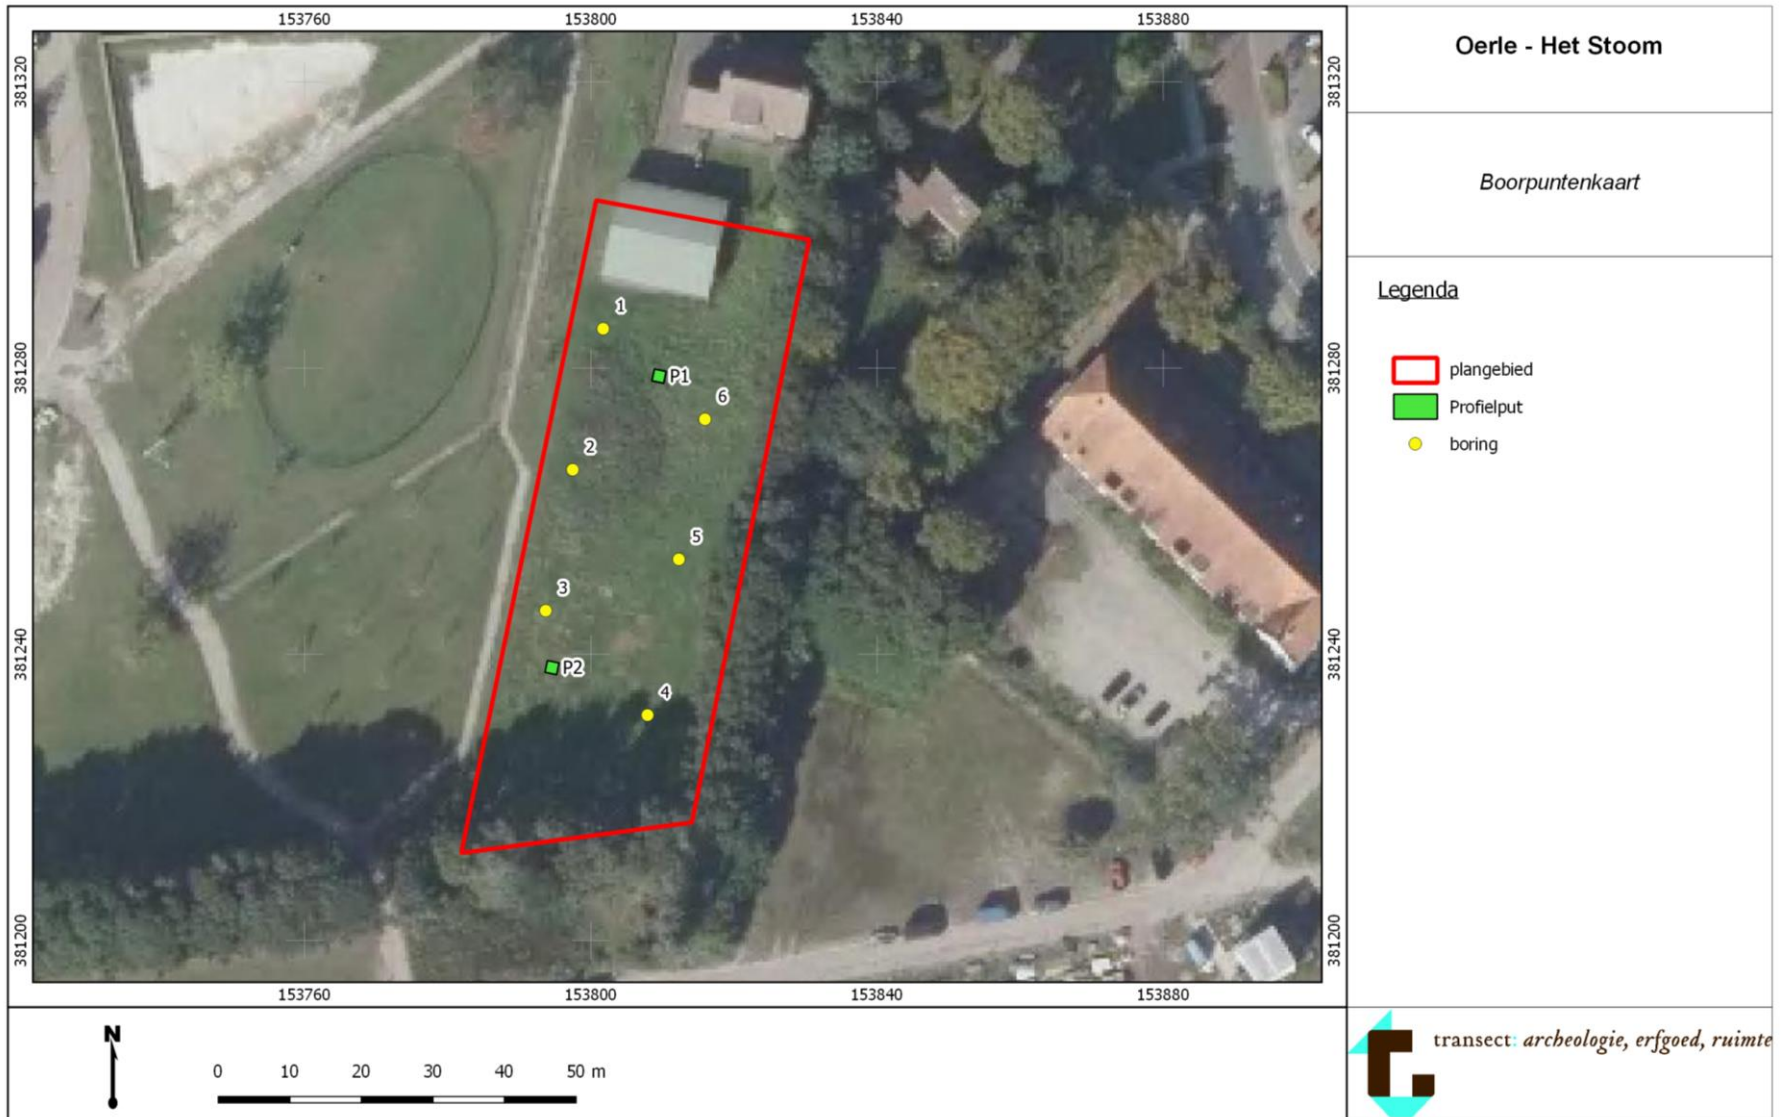 153760 153800 153840 153880
381320
381280
381240
381200
381320
381280
381240
381200
1
P1
6
2
5
3
P2
4
153760 153800 153840 153880
N
0 10 20 30 40 50 m
Oerle - Het Stoom
Boorpuntenkaart
Legenda
plangebied
Profielput
boring
transect: archeologie, erfgoed, ruimte